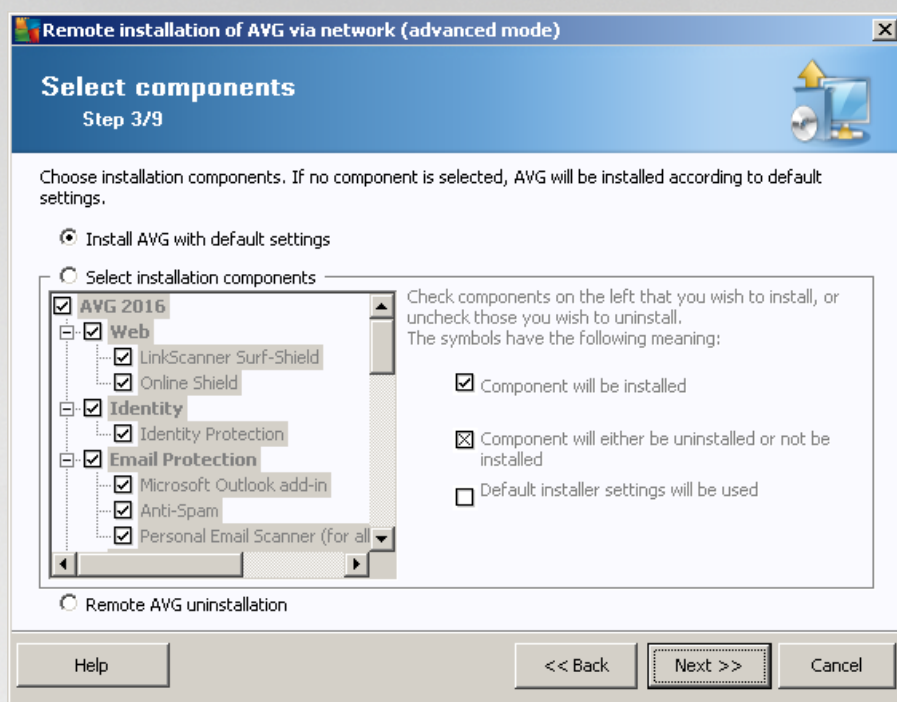 Remote installation of AVG via network (advanced mode)
Select components
Step 3/9
Choose installation components. If no component is selected, AVG will be installed according to default
settings.
Install AVG with default settings
Select installation components
AVG 2016
Web
LinkScanner Surf-Shield
Online Shield
Identity
Identity Protection
Email Protection
Microsoft Outlook add-in
Anti-Spam
Personal Email Scanner (for all
Check components on the left that you wish to install, or
uncheck those you wish to uninstall.
The symbols have the following meaning:
Component will be installed
Component will either be uninstalled or not be
installed
Default installer settings will be used
Remote AVG uninstallation
Help
<< Back
Next >>
Cancel